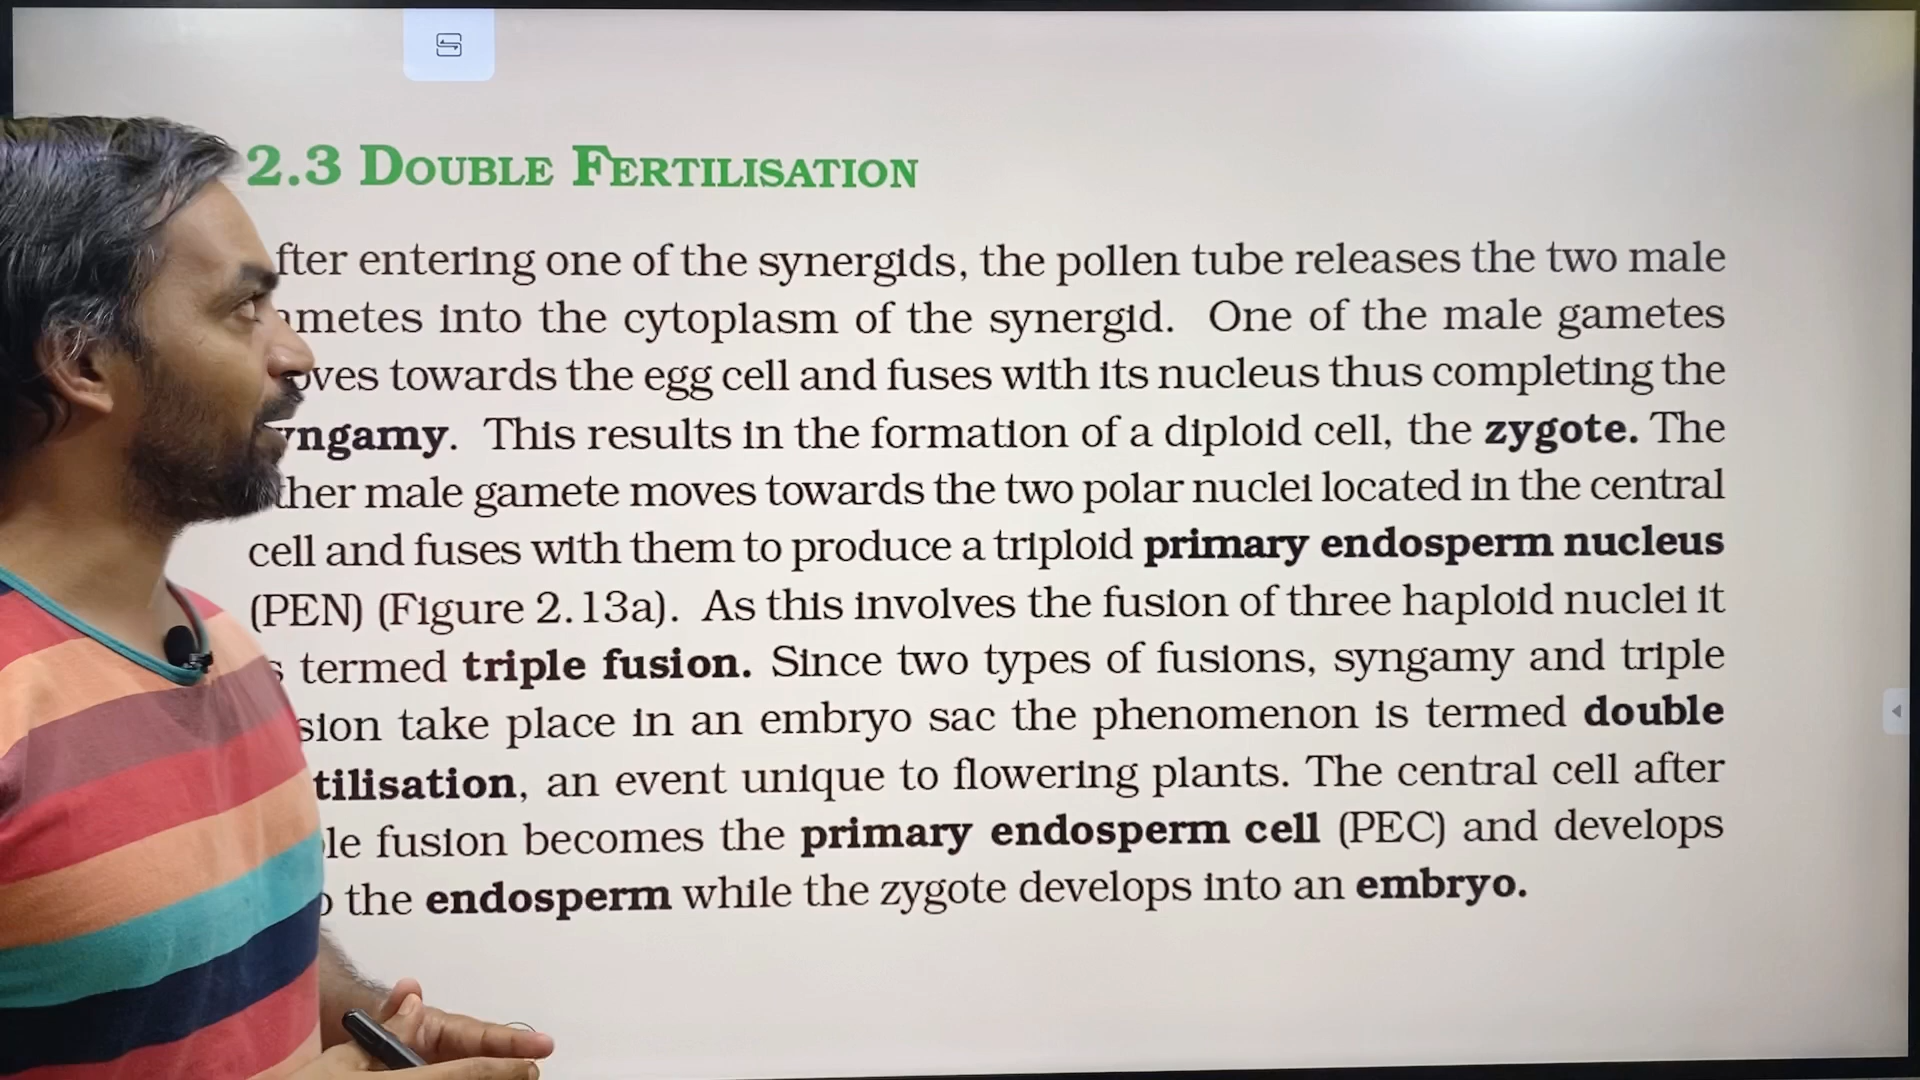 2.3 DOUBLE FERTILISATION
fter entering one of the synergids, the pollen tube releases the two male
metes into the cytoplasm of the synergid. One of the male gametes
oves towards the egg cell and fuses with its nucleus thus completing the
yngamy. This results in the formation of a diploid cell, the zygote. The
ther male gamete moves towards the two polar nuclei located in the central
cell and fuses with them to produce a triploid primary endosperm nucleus
(PEN) (Figure 2.13a). As this involves the fusion of three haploid nuclei it
s termed triple fusion. Since two types of fusions, syngamy and triple
sion take place in an embryo sac the phenomenon is termed double
tilisation, an event unique to flowering plants. The central cell after
le fusion becomes the primary endosperm cell (PEC) and develops
o the endosperm while the zygote develops into an embryo.